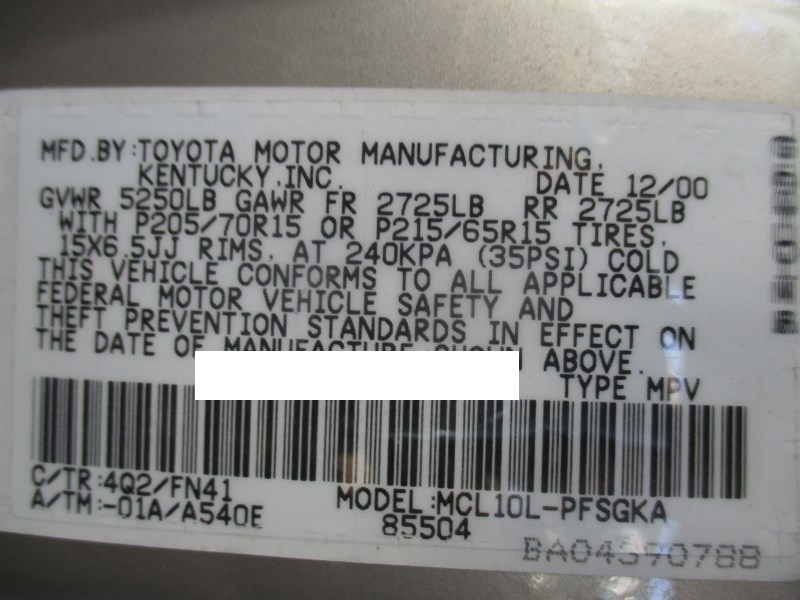 MFD.BY:TOYOTA MOTOR MANUFACTURING,
KENTUCKY,INC. DATE 12/00
GVWR 5250LB GAWR FR 2725LB RR 2725LB
WITH P205/70R15 OR P215/65R15 TIRES,
15X6.5JJ RIMS, AT 240KPA (35PSI) COLD
THIS VEHICLE CONFORMS TO ALL APPLICABLE
FEDERAL MOTOR VEHICLE SAFETY AND
THEFT PREVENTION STANDARDS IN EFFECT ON
THE DATE OF MANUFACTURE SHOWN ABOVE.
TYPE MPV
C/TR:4Q2/FN41
A/TM:-01A/A540E
MODEL:MCL10L-PFSGKA
85504
BA04390788